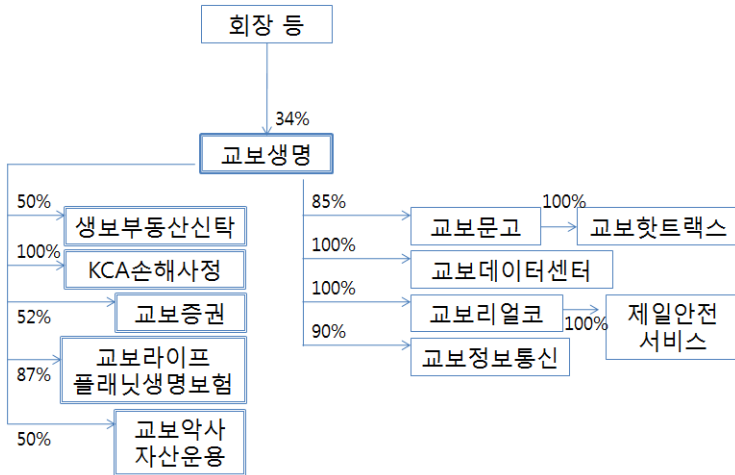 회장 등
34%
교보생명
50%
생보부동산신탁
100%
KCA손해사정
52%
교보증권
87%
교보라이프
플래닛생명보험
50%
교보악사
자산운용
85%
교보문고
100%
교보핫트랙스
100%
교보데이터센터
100%
교보리얼코
100%
제일안전
서비스
90%
교보정보통신